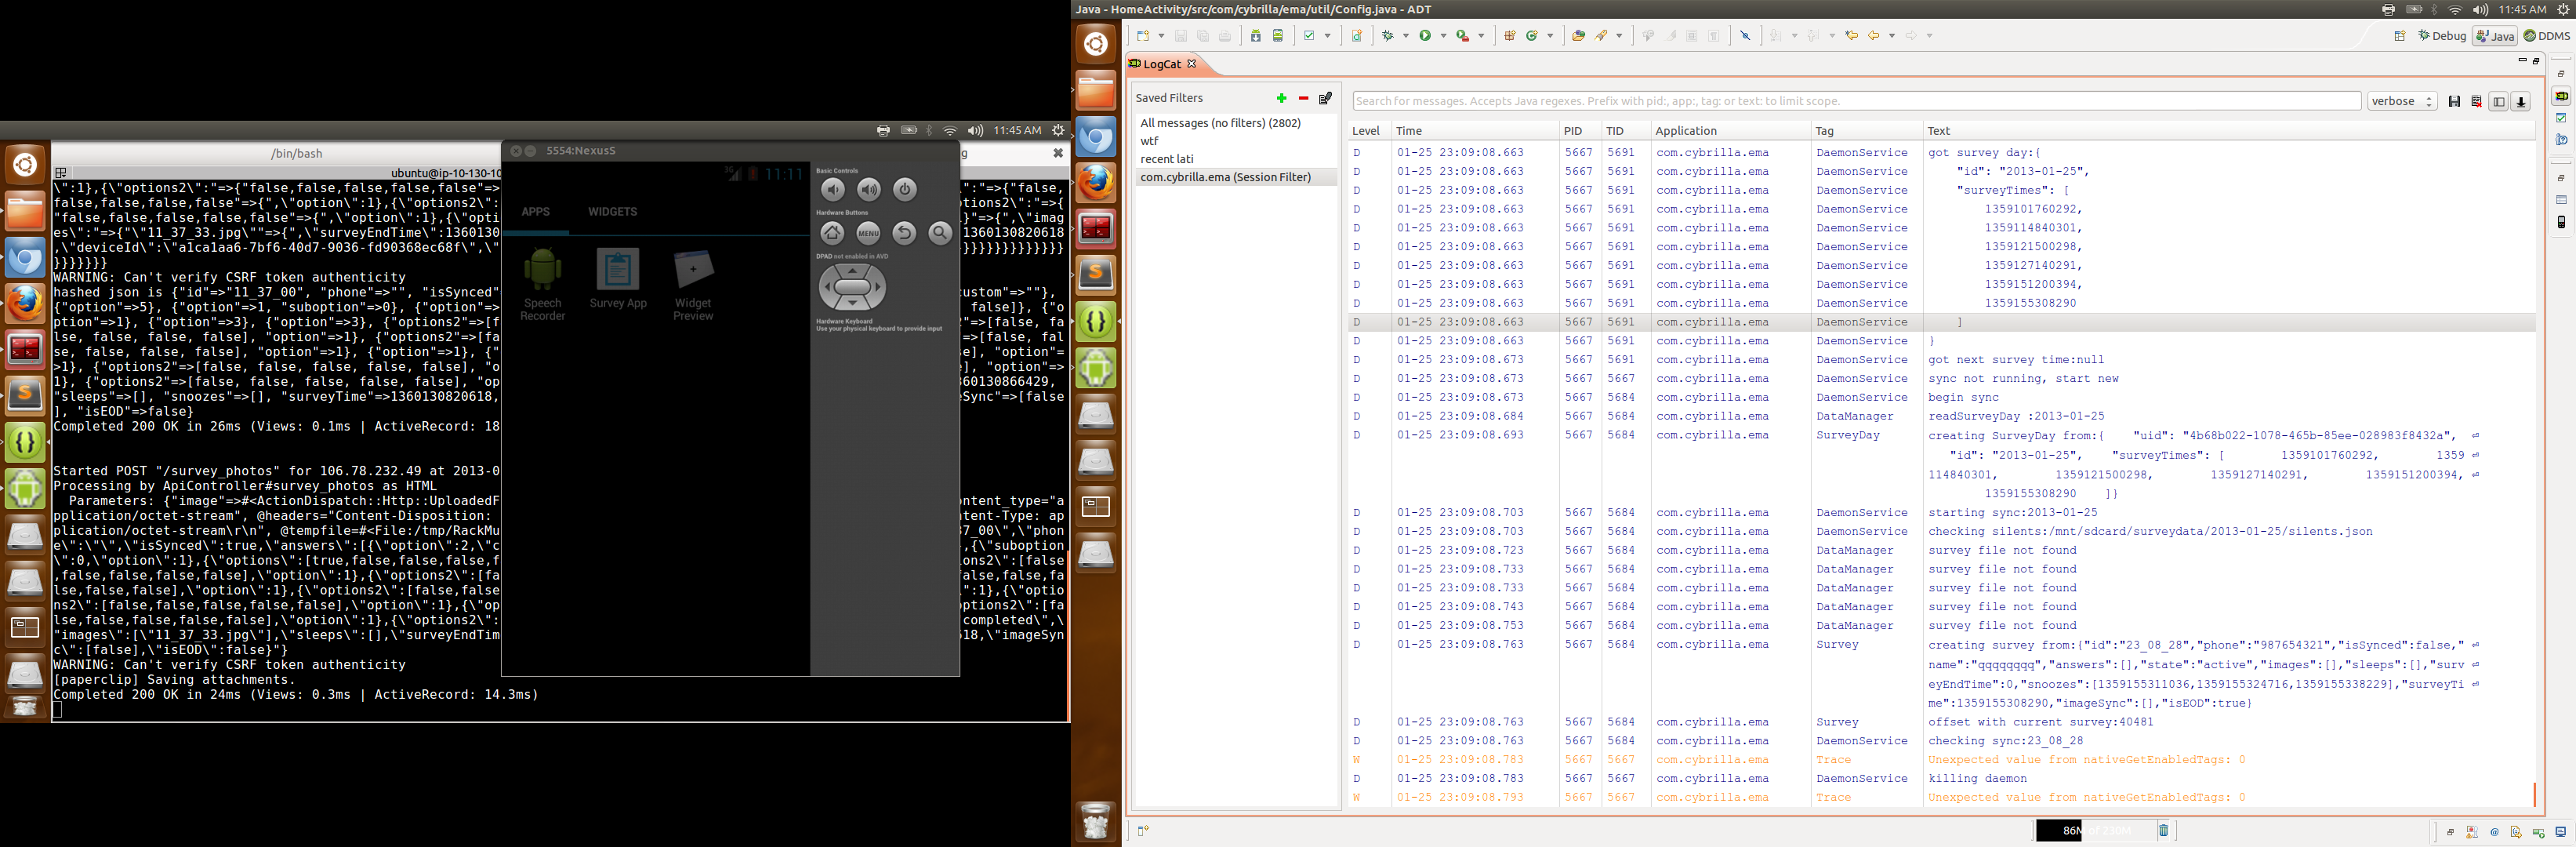 11:45 AM
/bin/bash
5554:NexusS
g
ubuntu@ip-10-130-10
\":1},{\"options2\":"=>{"false,false,false,false,false"=>
false,false,false,false"=>{",\"option\":1},{\"options2\":
"false,false,false,false,false"=>{",\"option\":1},{\"opti
es\":"=>{"\"11_37_33.jpg\""=>{",\"surveyEndTime\":1360130
,\"deviceId\":\"a1ca1aa6-7bf6-40d7-9036-fd90368ec68f\",\"
}}}}}}}
WARNING: Can't verify CSRF token authenticity
hashed json is {"id"=>"11_37_00", "phone"=>"", "isSynced"
{"option"=>5}, {"option"=>1, "suboption"=>0}, {"option"=>
ption"=>1}, {"option"=>3}, {"option"=>3}, {"options2"=>[f
lse, false, false, false], "option"=>1}, {"options2"=>[fa
se, false, false, false], "option"=>1}, {"option"=>1}, {"
>1}, {"options2"=>[false, false, false, false, false], "o
1}, {"options2"=>[false, false, false, false, false], "op
"sleeps"=>[], "snoozes"=>[], "surveyTime"=>1360130820618,
], "isEOD"=>false}
Completed 200 OK in 26ms (Views: 0.1ms | ActiveRecord: 18
Started POST "/survey_photos" for 106.78.232.49 at 2013-0
Processing by ApiController#survey_photos as HTML
Parameters: {"image"=>#<ActionDispatch::Http::UploadedF
pplication/octet-stream", @headers="Content-Disposition:
pplication/octet-stream\r\n", @tempfile=#<File:/tmp/RackMu
e\":\"\",\"isSynced\":true,\"answers\":[{\"option\":2,\"c
\":0,\"option\":1},{\"options\":[true,false,false,false,f
,false,false,false,false],\"option\":1},{\"options2\":[fa
lse,false,false],\"option\":1},{\"options2\":[false,false
ns2\":[false,false,false,false,false],\"option\":1},{\"op
lse,false,false,false,false],\"option\":1},{\"options2\":
"images\":[\"11_37_33.jpg\"],\"sleeps\":[],\"surveyEndTim
c\":[false],\"isEOD\":false}"}
WARNING: Can't verify CSRF token authenticity
[paperclip] Saving attachments.
Completed 200 OK in 24ms (Views: 0.3ms | ActiveRecord: 14.3ms)
3G 11:11
APPS WIDGETS
Speech Recorder
Survey App
Widget Preview
Basic Controls
Hardware Buttons
MENU
DPAD not enabled in AVD
Hardware Keyboard
Use your physical keyboard to provide input
\":"=>{"false,
ptions2\":"=>{
}"=>{",\"imag
1360130820618
}}}}}}}}}}}}}}
custom"=>""},
false]}, {"o
2"=>[false, fa
>[false, fal
e], "option"=
], "option"=>
360130866429,
eSync"=>[false
ontent_type="a
tent-Type: ap
37_00\",\"phon
,{\"suboption
ns2\":[false
alse,false,fa
\":1},{\"optio
\":1},{\"o
options2\":[fa
completed\",\
618,\"imageSyn
Java - HomeActivity/src/com/cybrilla/ema/util/Config.java - ADT 11:45 AM
Debug Java DDMS
LogCat
Saved Filters
All messages (no filters) (2802)
wtf
recent lati
com.cybrilla.ema (Session Filter)
Search for messages. Accepts Java regexes. Prefix with pid:, app:, tag: or text: to limit scope. verbose
Level Time PID TID Application Tag Text
D 01-25 23:09:08.663 5667 5691 com.cybrilla.ema DaemonService got survey day:{
D 01-25 23:09:08.663 5667 5691 com.cybrilla.ema DaemonService "id": "2013-01-25",
D 01-25 23:09:08.663 5667 5691 com.cybrilla.ema DaemonService "surveyTimes": [
D 01-25 23:09:08.663 5667 5691 com.cybrilla.ema DaemonService 1359101760292,
D 01-25 23:09:08.663 5667 5691 com.cybrilla.ema DaemonService 1359114840301,
D 01-25 23:09:08.663 5667 5691 com.cybrilla.ema DaemonService 1359121500298,
D 01-25 23:09:08.663 5667 5691 com.cybrilla.ema DaemonService 1359127140291,
D 01-25 23:09:08.663 5667 5691 com.cybrilla.ema DaemonService 1359151200394,
D 01-25 23:09:08.663 5667 5691 com.cybrilla.ema DaemonService 1359155308290
D 01-25 23:09:08.663 5667 5691 com.cybrilla.ema DaemonService ]
D 01-25 23:09:08.663 5667 5691 com.cybrilla.ema DaemonService }
D 01-25 23:09:08.673 5667 5691 com.cybrilla.ema DaemonService got next survey time:null
D 01-25 23:09:08.673 5667 5667 com.cybrilla.ema DaemonService sync not running, start new
D 01-25 23:09:08.673 5667 5684 com.cybrilla.ema DaemonService begin sync
D 01-25 23:09:08.684 5667 5684 com.cybrilla.ema DataManager readSurveyDay :2013-01-25
D 01-25 23:09:08.693 5667 5684 com.cybrilla.ema SurveyDay creating SurveyDay from:{ "uid": "4b68b022-1078-465b-85ee-028983f8432a",
"id": "2013-01-25", "surveyTimes": [ 1359101760292, 1359
114840301, 1359121500298, 1359127140291, 1359151200394,
1359155308290 ]}
D 01-25 23:09:08.703 5667 5684 com.cybrilla.ema DaemonService starting sync:2013-01-25
D 01-25 23:09:08.703 5667 5684 com.cybrilla.ema DaemonService checking silents:/mnt/sdcard/surveydata/2013-01-25/silents.json
D 01-25 23:09:08.723 5667 5684 com.cybrilla.ema DataManager survey file not found
D 01-25 23:09:08.733 5667 5684 com.cybrilla.ema DataManager survey file not found
D 01-25 23:09:08.733 5667 5684 com.cybrilla.ema DataManager survey file not found
D 01-25 23:09:08.743 5667 5684 com.cybrilla.ema DataManager survey file not found
D 01-25 23:09:08.753 5667 5684 com.cybrilla.ema DataManager survey file not found
D 01-25 23:09:08.763 5667 5684 com.cybrilla.ema Survey creating survey from:{"id":"23_08_28","phone":"987654321","isSynced":false,"
name":"qqqqqqqq","answers":[],"state":"active","images":[],"sleeps":[],"surv
eyEndTime":0,"snoozes":[1359155311036,1359155324716,1359155338229],"surveyTi
me":1359155308290,"imageSync":[],"isEOD":true}
D 01-25 23:09:08.763 5667 5684 com.cybrilla.ema Survey offset with current survey:40481
D 01-25 23:09:08.763 5667 5684 com.cybrilla.ema DaemonService checking sync:23_08_28
W 01-25 23:09:08.783 5667 5667 com.cybrilla.ema Trace Unexpected value from nativeGetEnabledTags: 0
D 01-25 23:09:08.783 5667 5667 com.cybrilla.ema DaemonService killing daemon
W 01-25 23:09:08.793 5667 5667 com.cybrilla.ema Trace Unexpected value from nativeGetEnabledTags: 0
86M of 230M